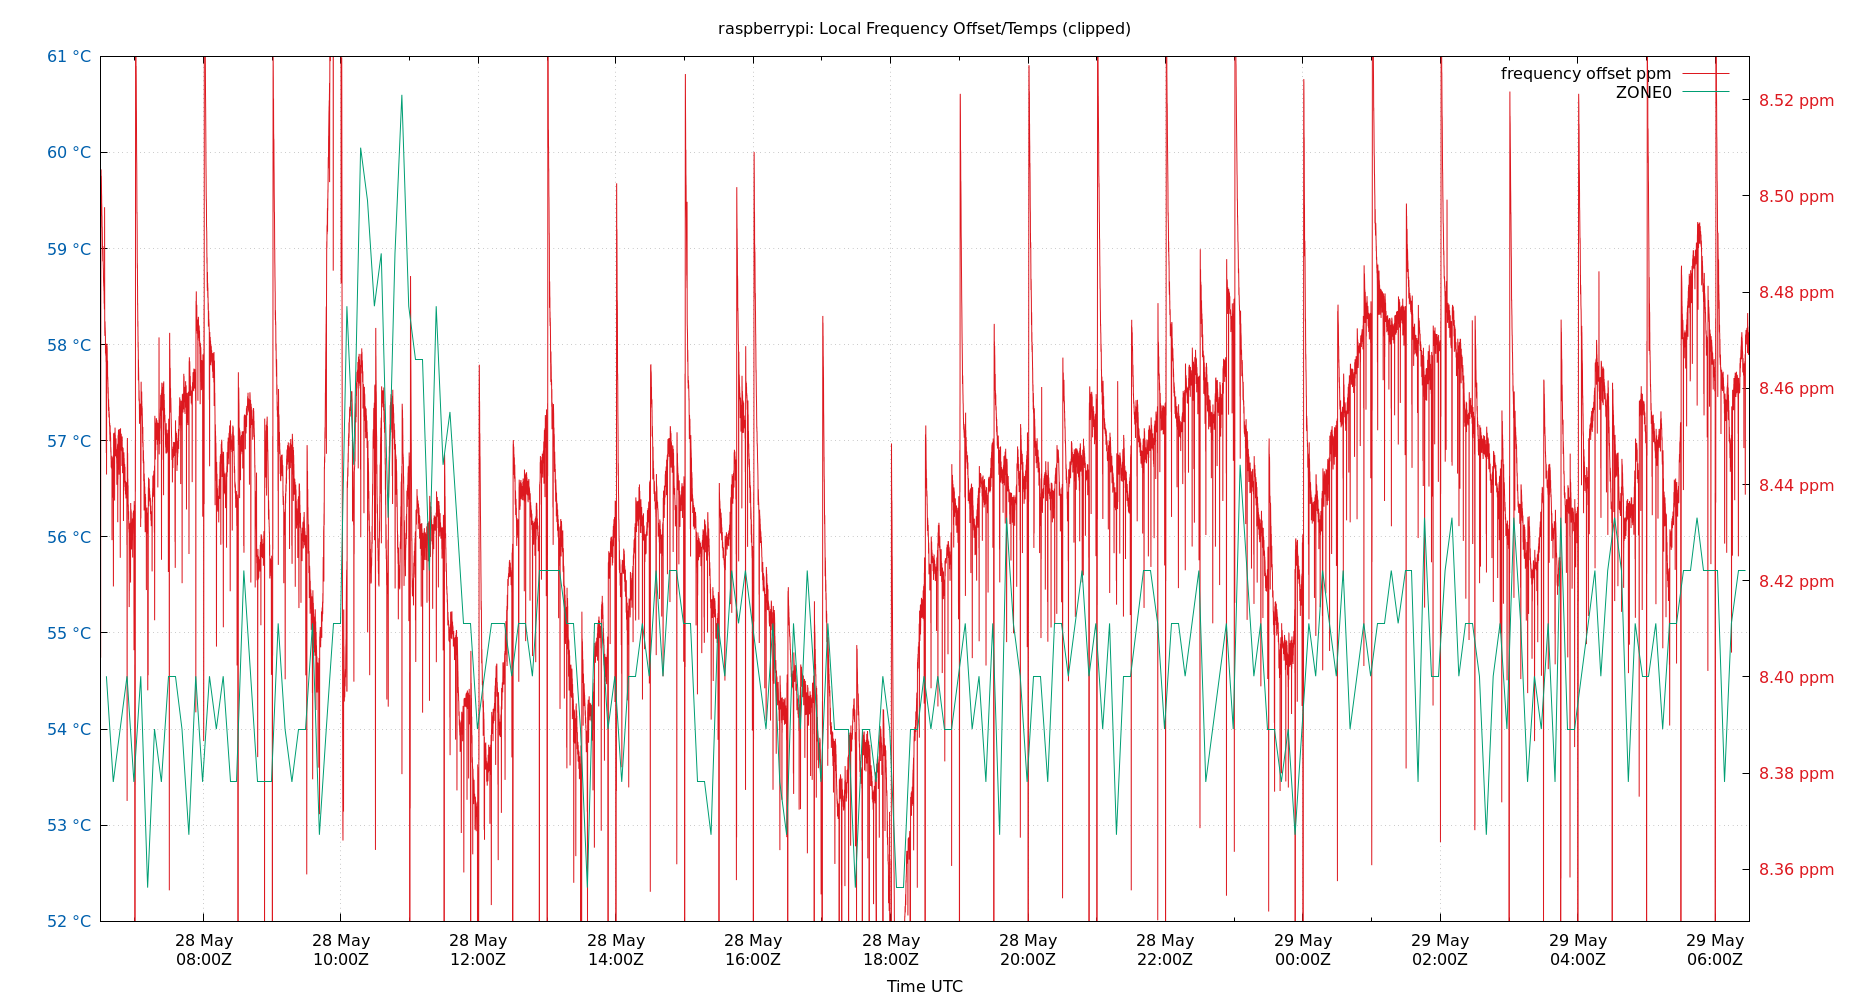 raspberrypi: Local Frequency Offset/Temps (clipped)
61 °C
60 °C
59 °C
58 °C
57 °C
56 °C
55 °C
54 °C
53 °C
52 °C
frequency offset ppm
ZONE0
8.52 ppm
8.50 ppm
8.48 ppm
8.46 ppm
8.44 ppm
8.42 ppm
8.40 ppm
8.38 ppm
8.36 ppm
28 May 28 May 28 May 28 May 28 May 28 May 28 May 28 May 29 May 29 May 29 May 29 May
08:00Z 10:00Z 12:00Z 14:00Z 16:00Z 18:00Z 20:00Z 22:00Z 00:00Z 02:00Z 04:00Z 06:00Z
Time UTC